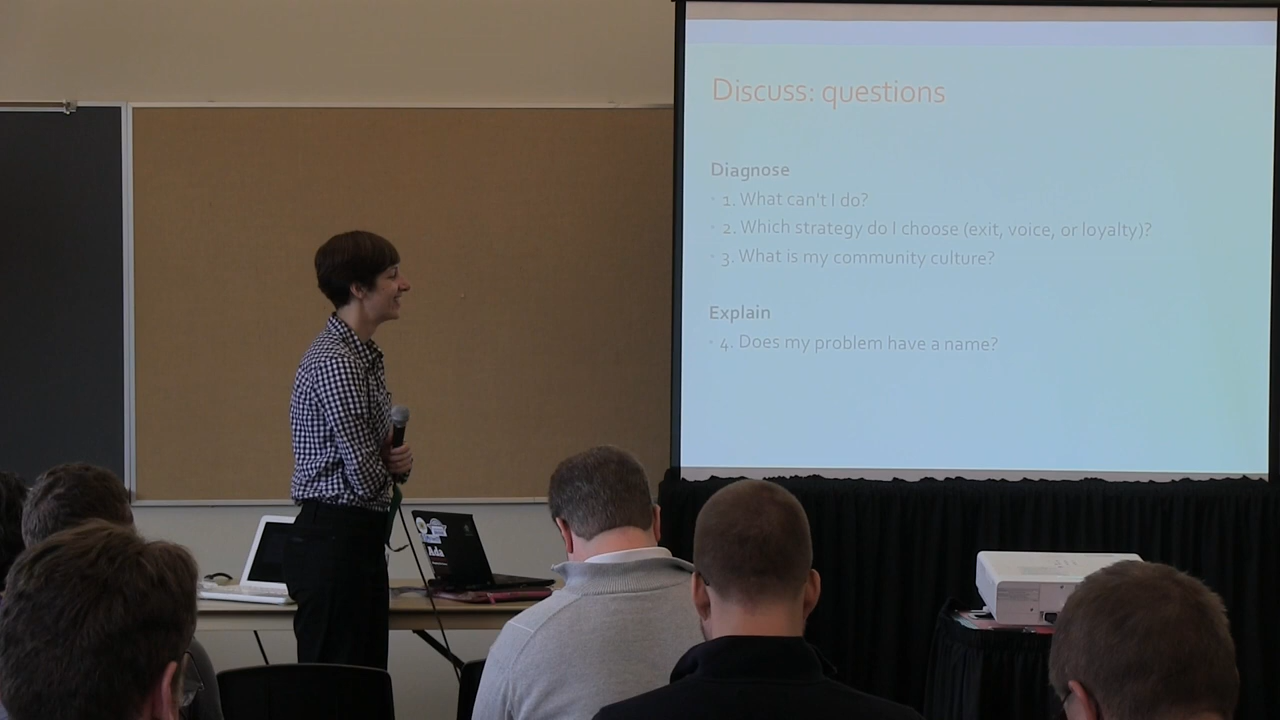 Discuss: questions
Diagnose
1. What can't I do?
2. Which strategy do I choose (exit, voice, or loyalty)?
3. What is my community culture?
Explain
4. Does my problem have a name?
Ada